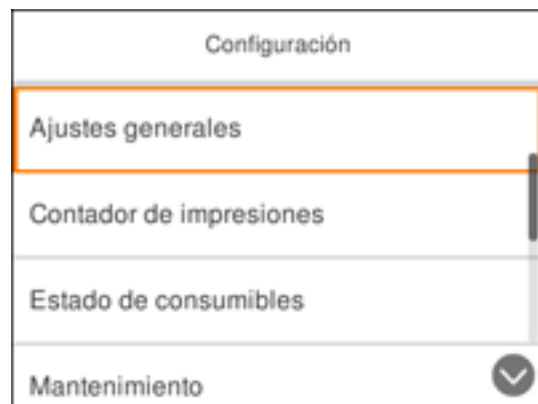 Configuración
Ajustes generales
Contador de impresiones
Estado de consumibles
Mantenimiento